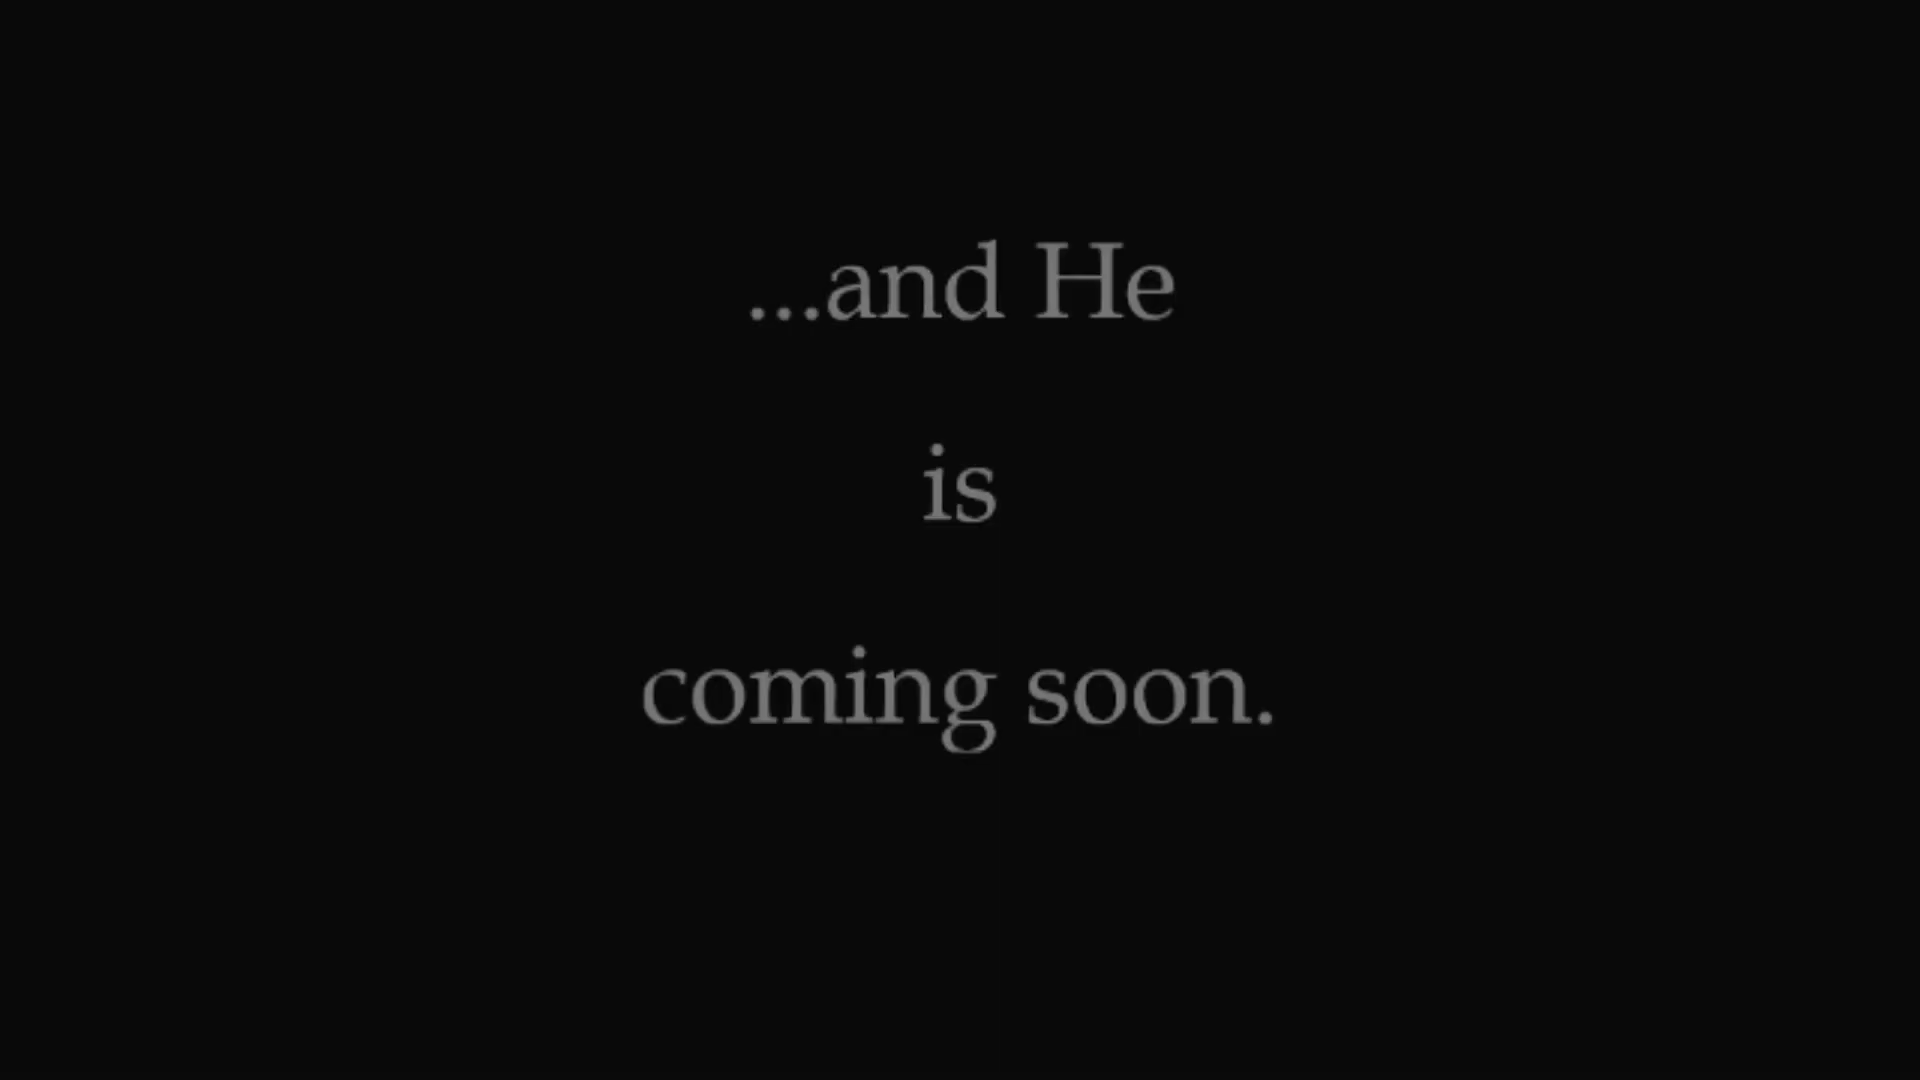 ...and He
is
coming soon.